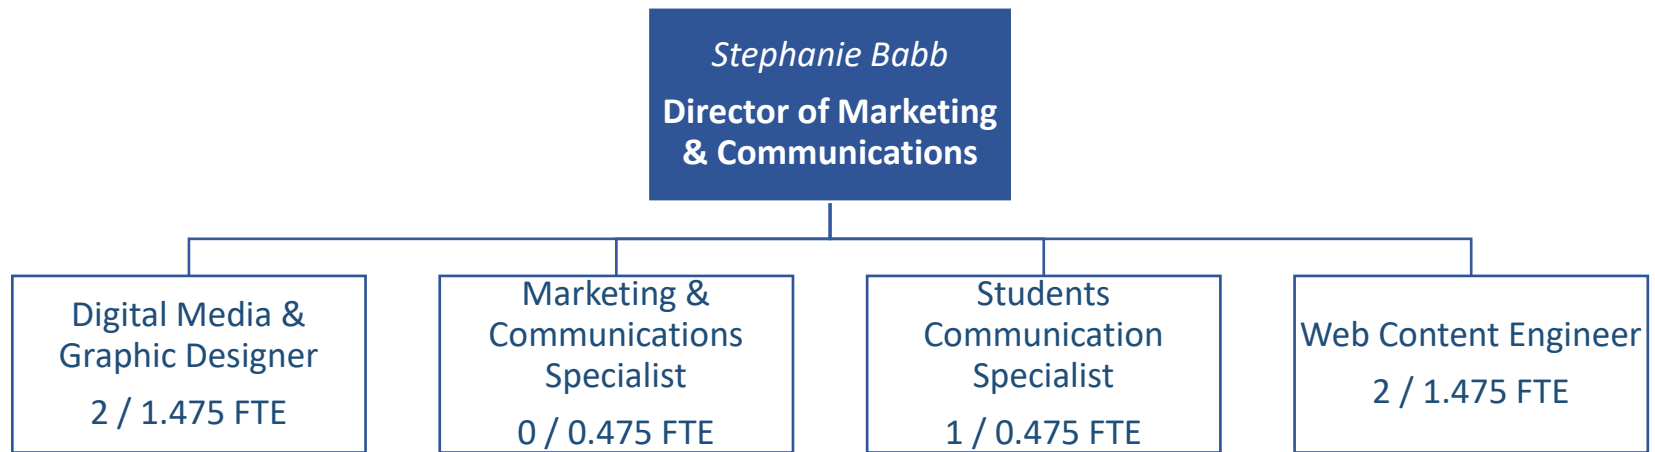 Stephanie Babb
Director of Marketing
& Communications
Digital Media &
Graphic Designer
2 / 1.475 FTE
Marketing &
Communications
Specialist
0 / 0.475 FTE
Students
Communication
Specialist
1 / 0.475 FTE
Web Content Engineer
2 / 1.475 FTE